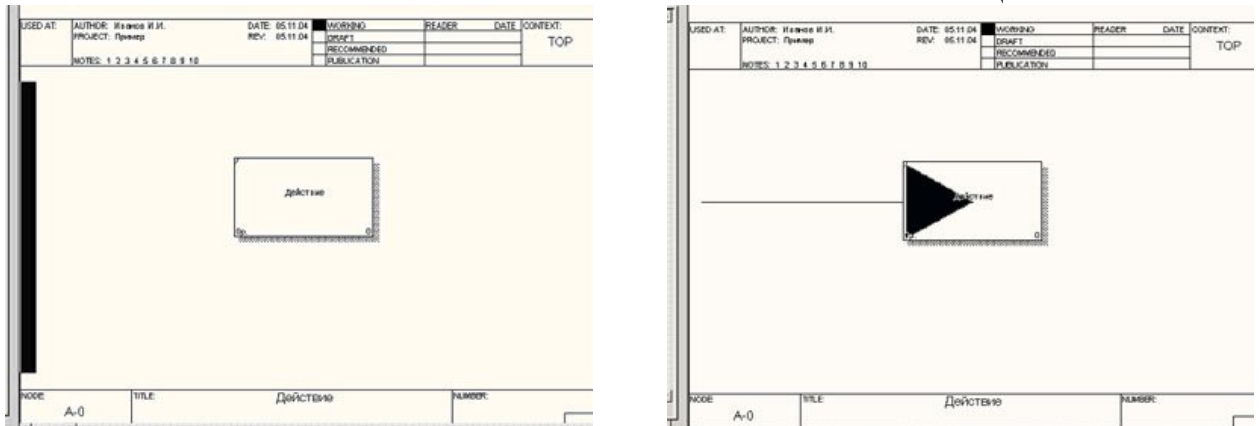 USED AT:
AUTHOR: Иванов И.И.
DATE: 05.11.04
WORKING
READER
DATE
CONTEXT:
PROJECT: Пример
REV: 05.11.04
DRAFT
TOP
RECOMMENDED
NOTES: 1 2 3 4 5 6 7 8 9 10
PUBLICATION
Действие
0р.
0
NODE:
TITLE:
Действие
NUMBER:
A-0
USED AT:
AUTHOR: Иванов И.И.
DATE: 05.11.04
WORKING
READER
DATE
CONTEXT:
PROJECT: Пример
REV: 05.11.04
DRAFT
TOP
RECOMMENDED
NOTES: 1 2 3 4 5 6 7 8 9 10
PUBLICATION
Действие
0
NODE:
TITLE:
Действие
NUMBER:
A-0